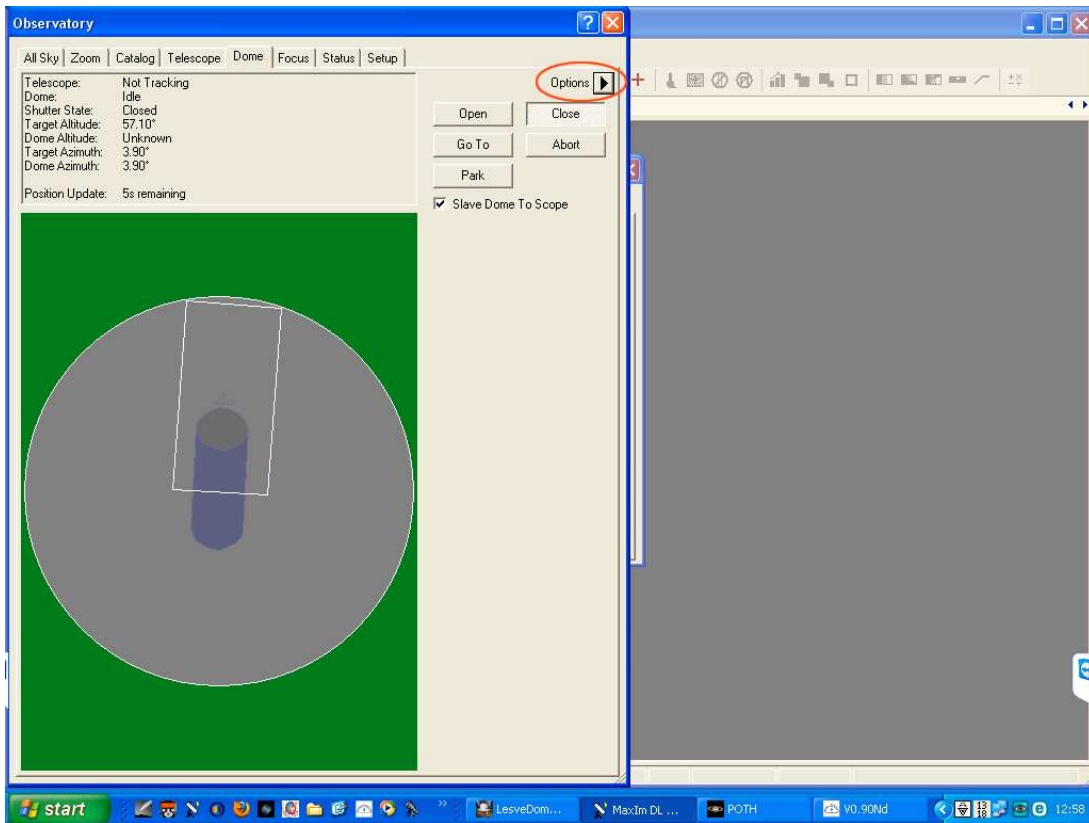 Observatory
All Sky Zoom Catalog Telescope Dome Focus Status Setup
Telescope: Not Tracking
Dome: Idle
Shutter State: Closed
Target Altitude: 57.10°
Dome Altitude: Unknown
Target Azimuth: 3.90°
Dome Azimuth: 3.90°
Position Update: 5s remaining
Options
Open Close
Go To Abort
Park
Slave Dome To Scope
start LesveDom... MaxIm DL ... POTH V0.90Nd 12:58